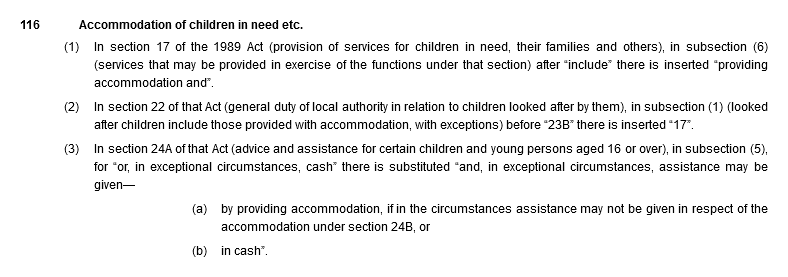 116 Accommodation of children in need etc.
(1) In section 17 of the 1989 Act (provision of services for children in need, their families and others), in subsection (6)
(services that may be provided in exercise of the functions under that section) after “include” there is inserted “providing
accommodation and”.
(2) In section 22 of that Act (general duty of local authority in relation to children looked after by them), in subsection (1) (looked
after children include those provided with accommodation, with exceptions) before “23B” there is inserted “17”.
(3) In section 24A of that Act (advice and assistance for certain children and young persons aged 16 or over), in subsection (5),
for “or, in exceptional circumstances, cash” there is substituted “and, in exceptional circumstances, assistance may be
given—
(a) by providing accommodation, if in the circumstances assistance may not be given in respect of the
accommodation under section 24B, or
(b) in cash”.